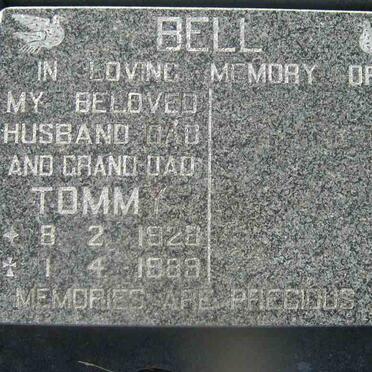 BELL
IN LOVING MEMORY OF
MY BELOVED
HUSBAND DAD
AND GRAND-DAD
TOMMY
8 2 1928
1 4 1989
MEMORIES ARE PRECIOUS